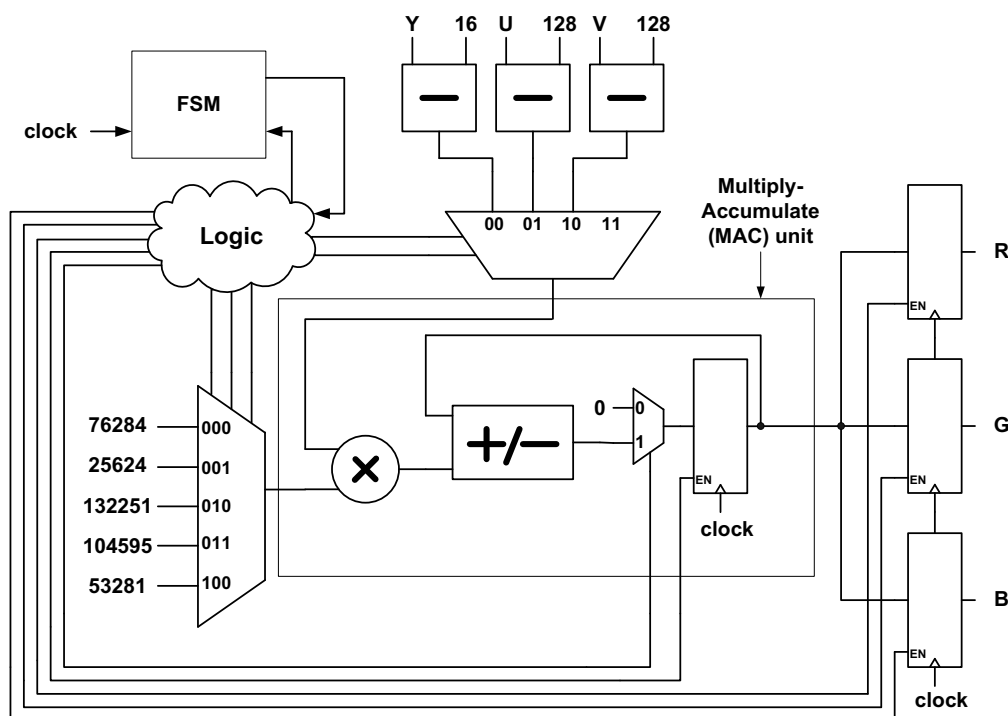 Y 16 U 128 V 128
FSM
clock
00 01 10 11
Logic
Multiply-
Accumulate
(MAC) unit
R
EN
0 0
1
+/−
×
EN
clock
G
EN
76284 000
25624 001
132251 010
104595 011
53281 100
B
EN
clock